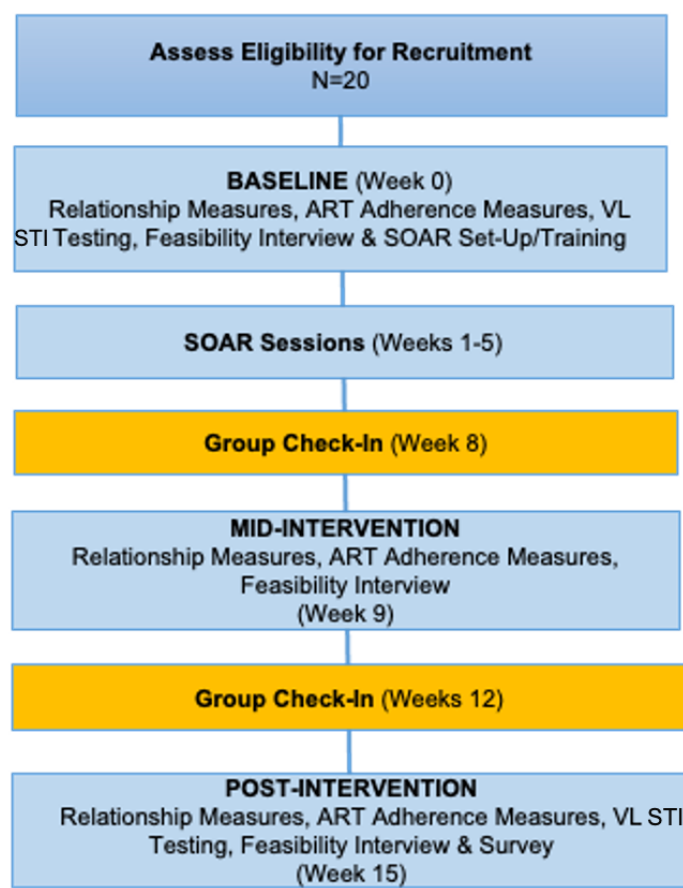 Assess Eligibility for Recruitment
N=20
BASELINE (Week 0)
Relationship Measures, ART Adherence Measures, VL
STI Testing, Feasibility Interview & SOAR Set-Up/Training
SOAR Sessions (Weeks 1-5)
Group Check-In (Week 8)
MID-INTERVENTION
Relationship Measures, ART Adherence Measures,
Feasibility Interview
(Week 9)
Group Check-In (Weeks 12)
POST-INTERVENTION
Relationship Measures, ART Adherence Measures, VL STI
Testing, Feasibility Interview & Survey
(Week 15)